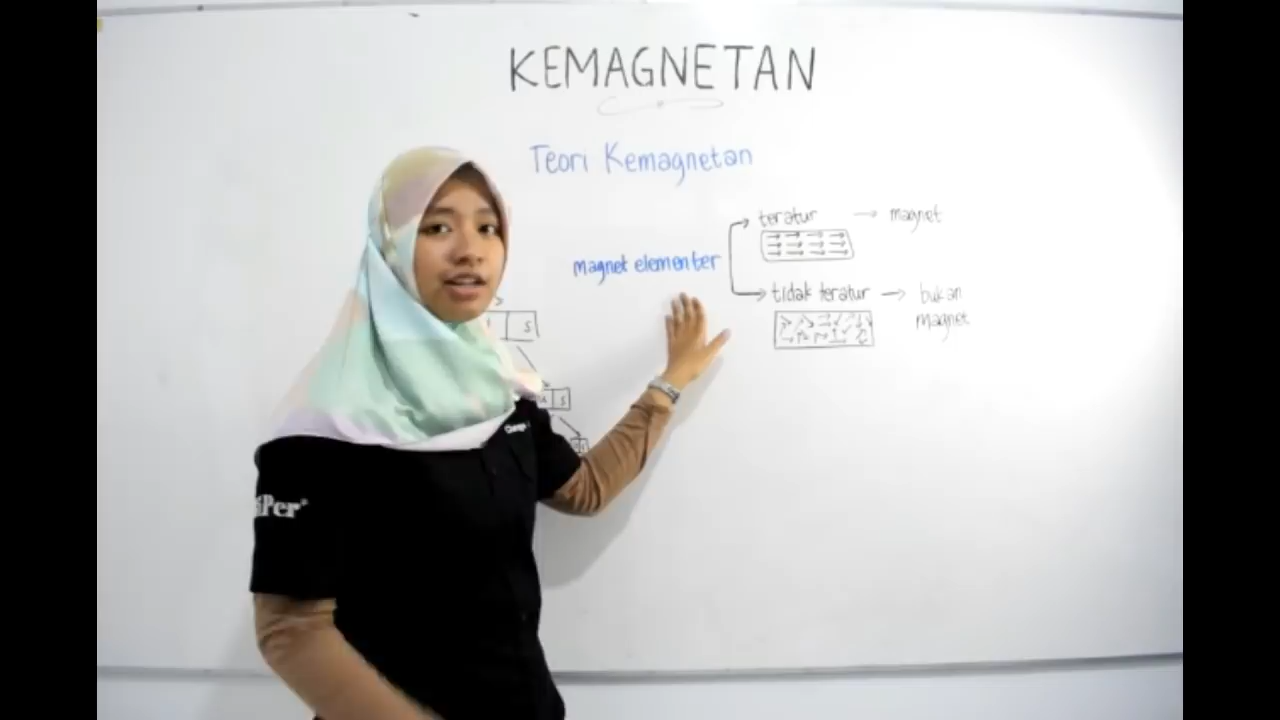 KEMAGNETAN
Teori Kemagnetan
teratur → magnet
magnet elementer
tidak teratur → bukan
magnet
S
S